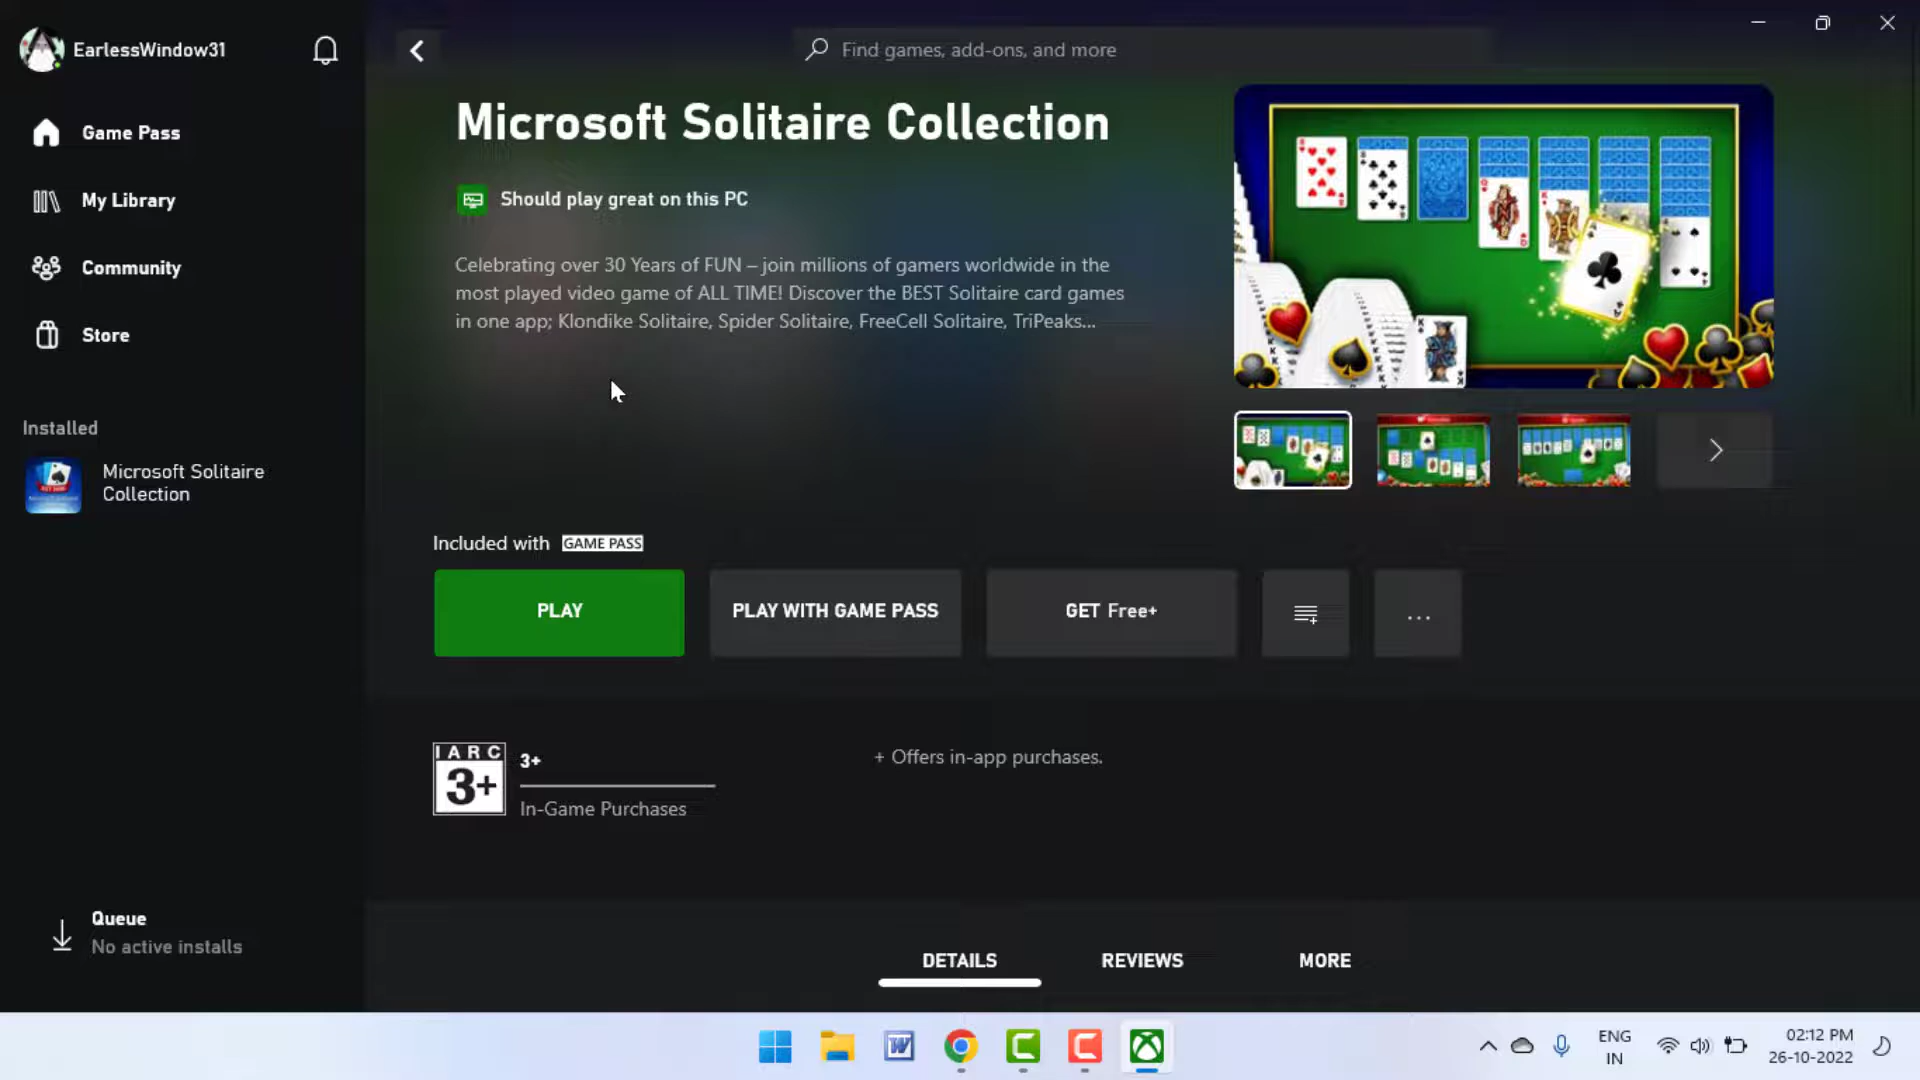 EarlessWindow31
Find games, add-ons, and more
Game Pass
My Library
Community
Store
Installed
Microsoft Solitaire
Collection
Queue
No active installs
Microsoft Solitaire Collection
Should play great on this PC
Celebrating over 30 Years of FUN – join millions of gamers worldwide in the
most played video game of ALL TIME! Discover the BEST Solitaire card games
in one app; Klondike Solitaire, Spider Solitaire, FreeCell Solitaire, TriPeaks...
Included with GAME PASS
PLAY
PLAY WITH GAME PASS
GET Free+
IARC
3+
3+
In-Game Purchases
+ Offers in-app purchases.
DETAILS
REVIEWS
MORE
ENG
IN
02:12 PM
26-10-2022